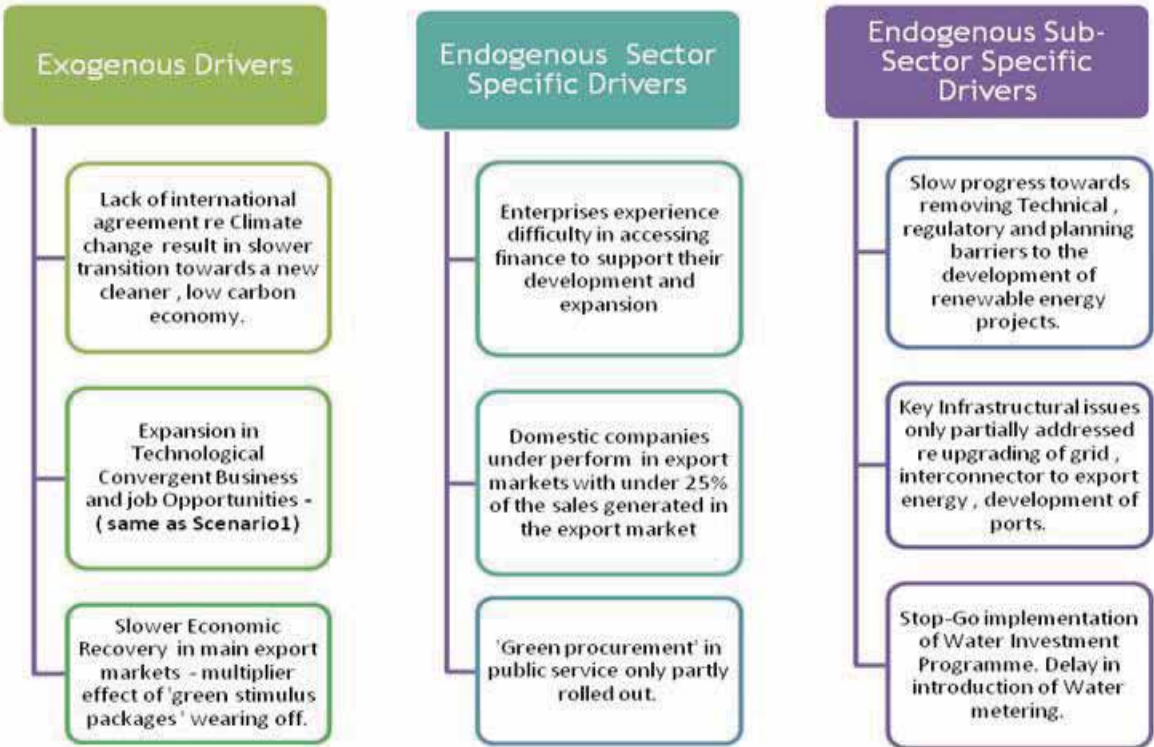 Exogenous Drivers
Lack of international
agreement re Climate
change result in slower
transition towards a new
cleaner , low carbon
economy.
Expansion in
Technological
Convergent Business
and job Opportunities -
( same as Scenario1)
Slower Economic
Recovery in main export
markets - multiplier
effect of 'green stimulus
packages ' wearing off.
Endogenous Sector
Specific Drivers
Enterprises experience
difficulty in accessing
finance to support their
development and
expansion
Domestic companies
under perform in export
markets with under 25%
of the sales generated in
the export market
'Green procurement' in
public service only partly
rolled out.
Endogenous Sub-
Sector Specific
Drivers
Slow progress towards
removing Technical ,
regulatory and planning
barriers to the
development of
renewable energy
projects.
Key Infrastructural issues
only partially addressed
re upgrading of grid ,
interconnector to export
energy , development of
ports.
Stop-Go implementation
of Water Investment
Programme. Delay in
introduction of Water
metering.